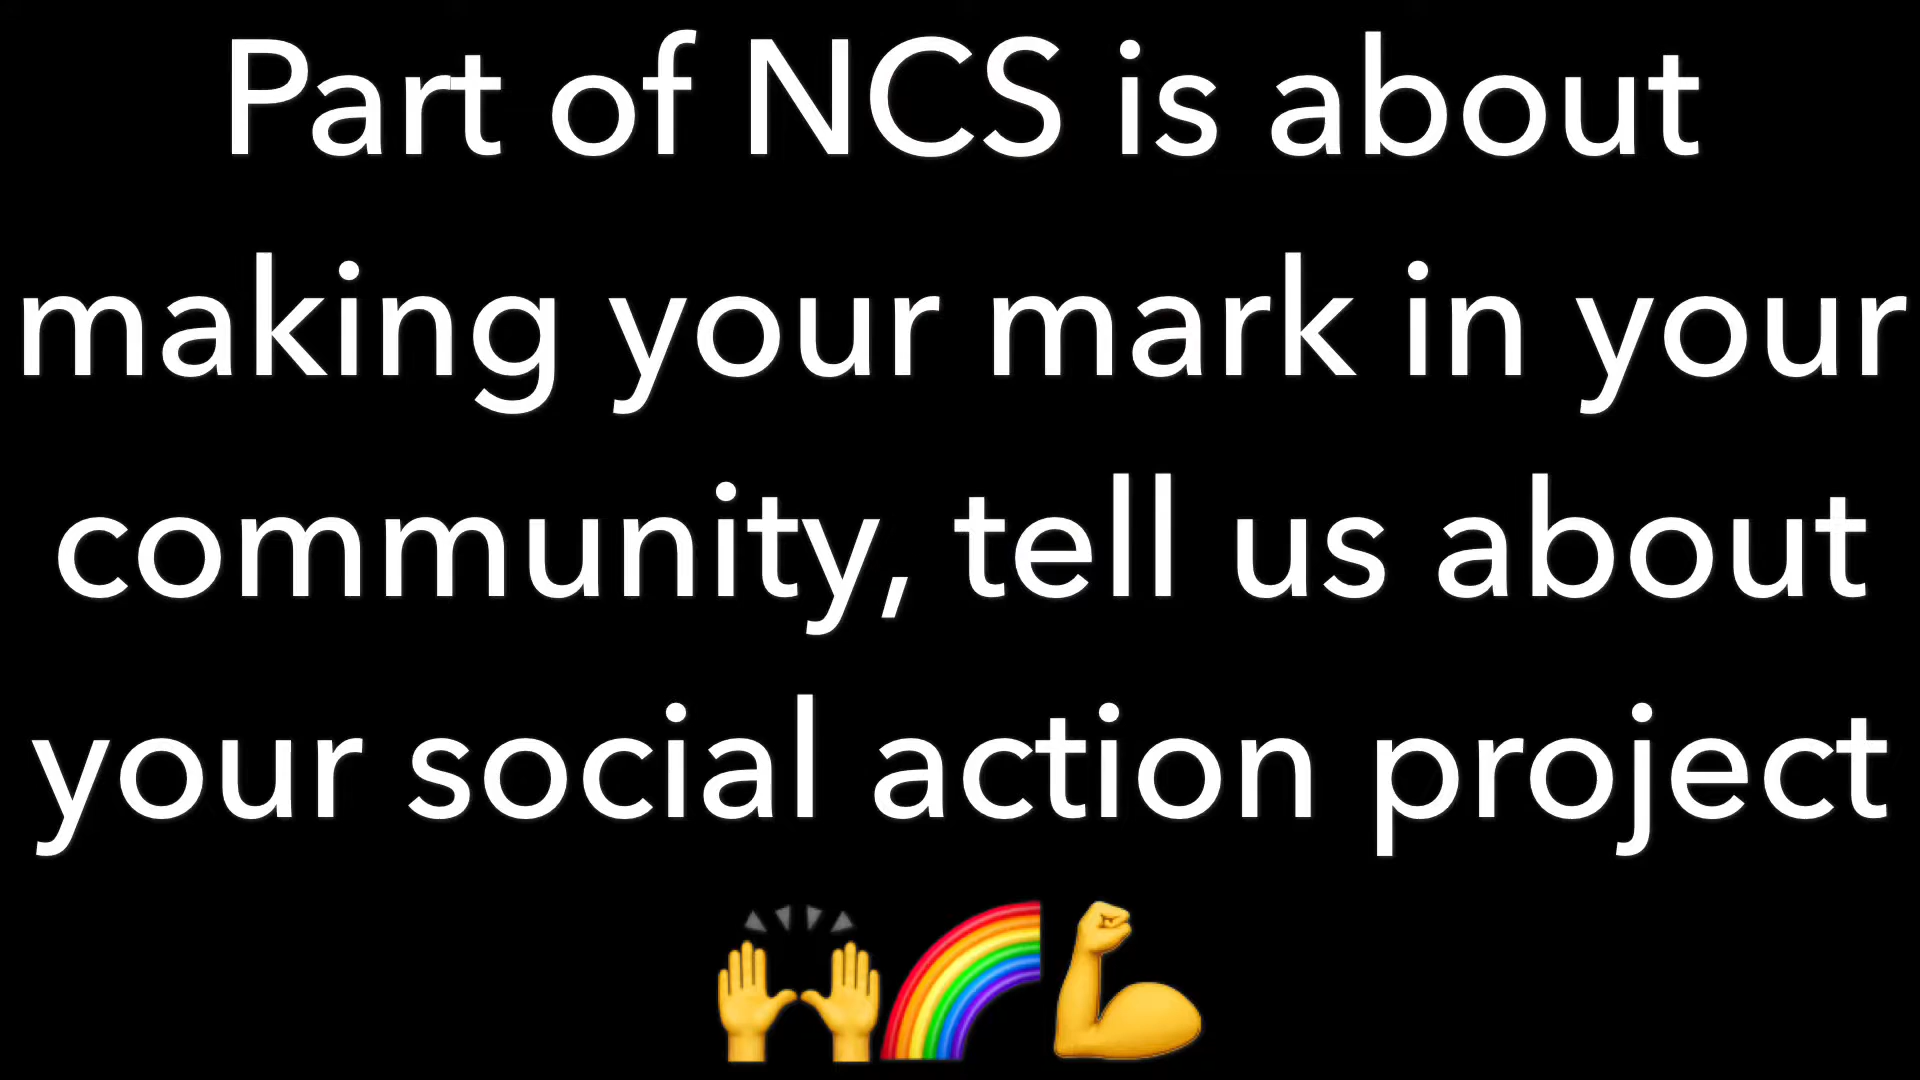 Part of NCS is about
making your mark in your
community, tell us about
your social action project
🙌🌈💪